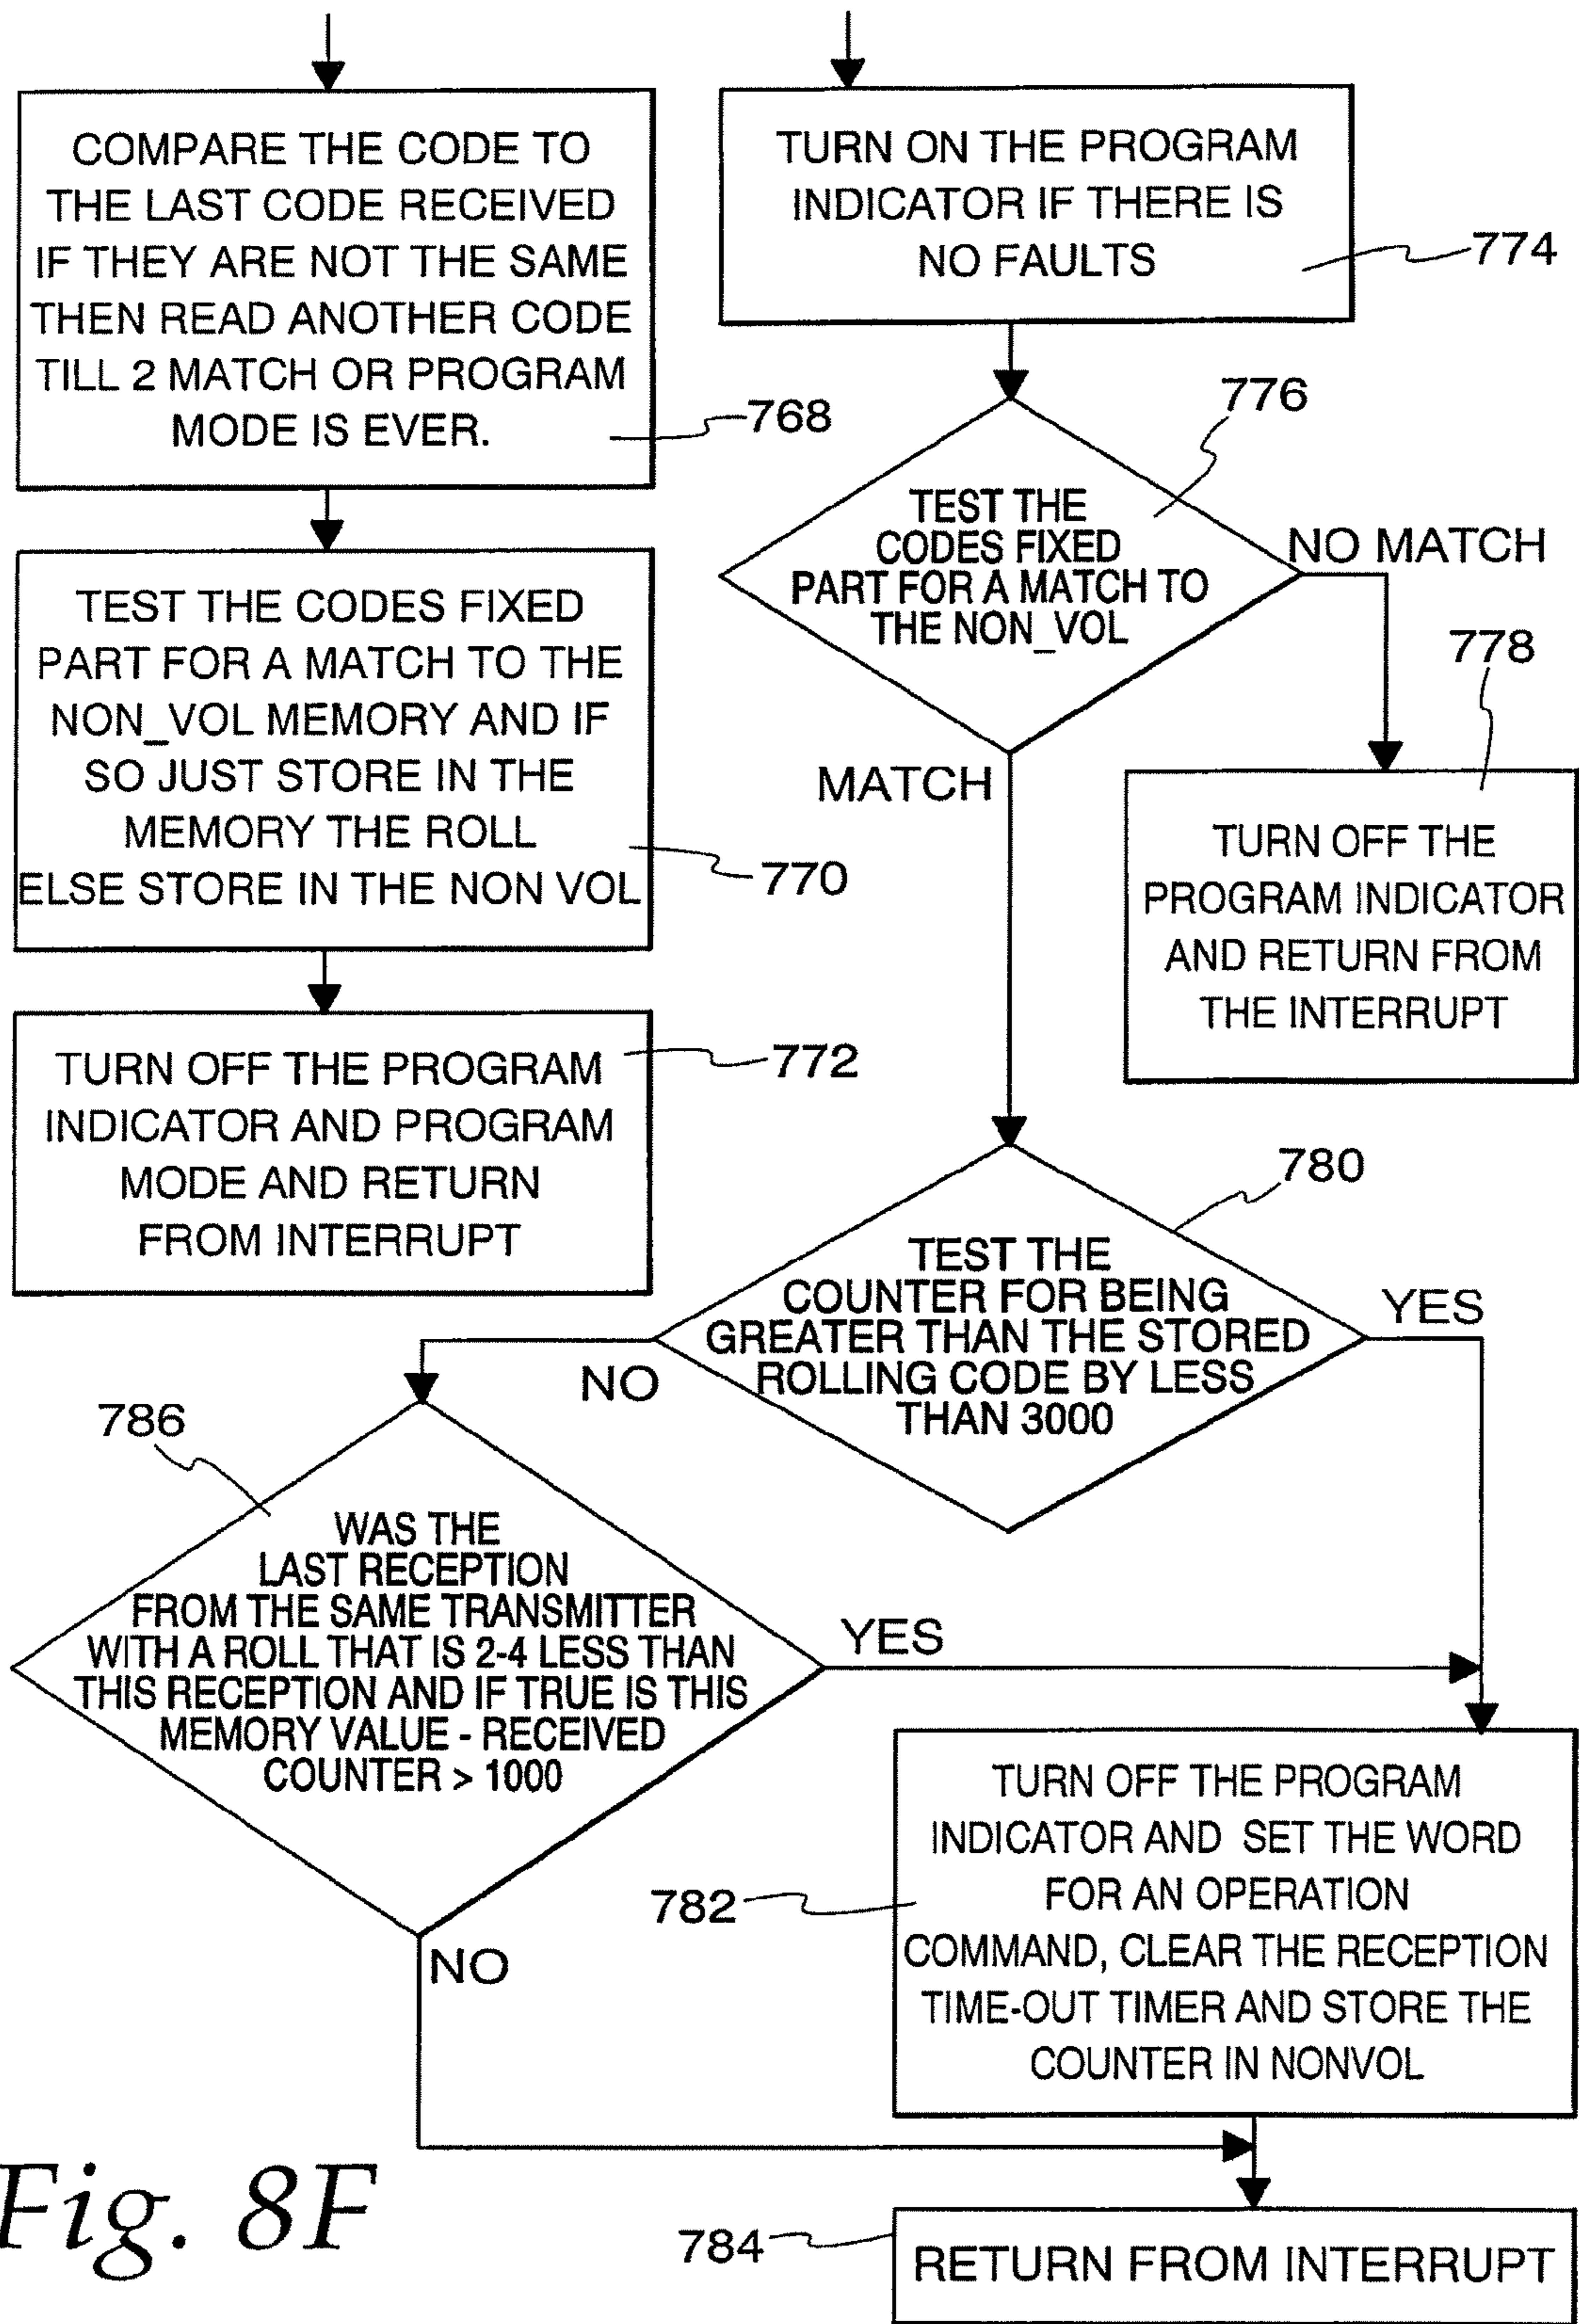 COMPARE THE CODE TO
THE LAST CODE RECEIVED
IF THEY ARE NOT THE SAME
THEN READ ANOTHER CODE
TILL 2 MATCH OR PROGRAM
MODE IS EVER.
768
TEST THE CODES FIXED
PART FOR A MATCH TO THE
NON_VOL MEMORY AND IF
SO JUST STORE IN THE
MEMORY THE ROLL
ELSE STORE IN THE NON VOL
770
TURN OFF THE PROGRAM
INDICATOR AND PROGRAM
MODE AND RETURN
FROM INTERRUPT
772
TURN ON THE PROGRAM
INDICATOR IF THERE IS
NO FAULTS
774
776
TEST THE
CODES FIXED
PART FOR A MATCH TO
THE NON_VOL
NO MATCH
MATCH
778
TURN OFF THE
PROGRAM INDICATOR
AND RETURN FROM
THE INTERRUPT
780
TEST THE
COUNTER FOR BEING
GREATER THAN THE STORED
ROLLING CODE BY LESS
THAN 3000
YES
NO
786
WAS THE
LAST RECEPTION
FROM THE SAME TRANSMITTER
WITH A ROLL THAT IS 2-4 LESS THAN
THIS RECEPTION AND IF TRUE IS THIS
MEMORY VALUE - RECEIVED
COUNTER > 1000
YES
NO
782
TURN OFF THE PROGRAM
INDICATOR AND SET THE WORD
FOR AN OPERATION
COMMAND, CLEAR THE RECEPTION
TIME-OUT TIMER AND STORE THE
COUNTER IN NONVOL
784
RETURN FROM INTERRUPT
Fig. 8F